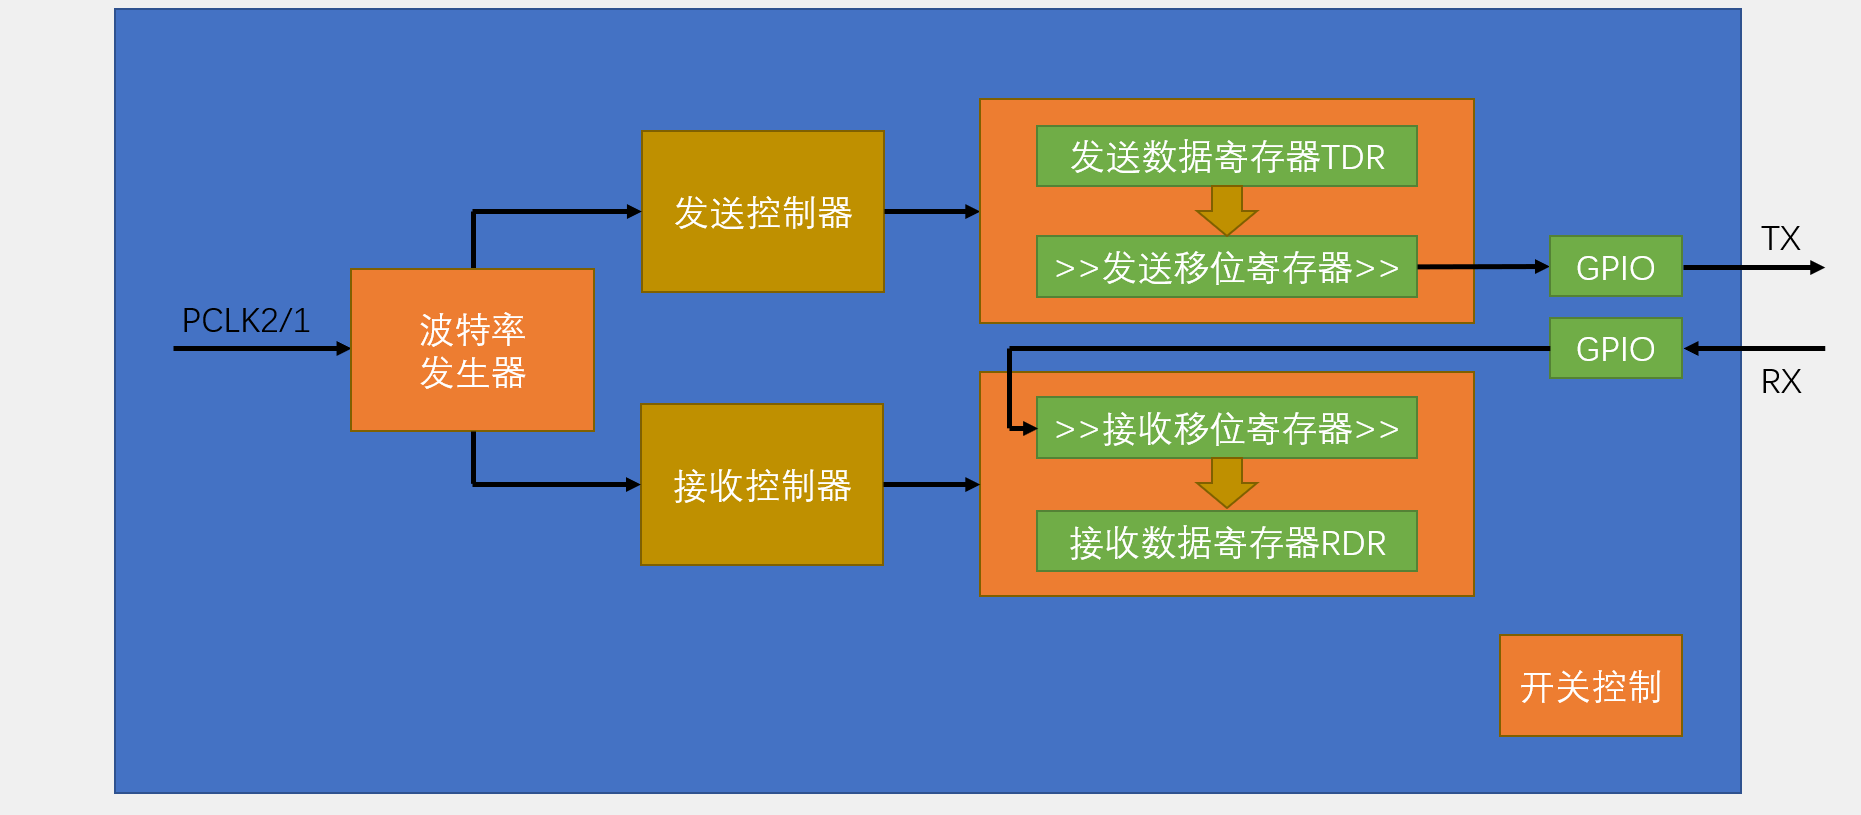 PCLK2/1
波特率
发生器
发送控制器
接收控制器
发送数据寄存器TDR
>>发送移位寄存器>>
>>接收移位寄存器>>
接收数据寄存器RDR
GPIO
TX
GPIO
RX
开关控制